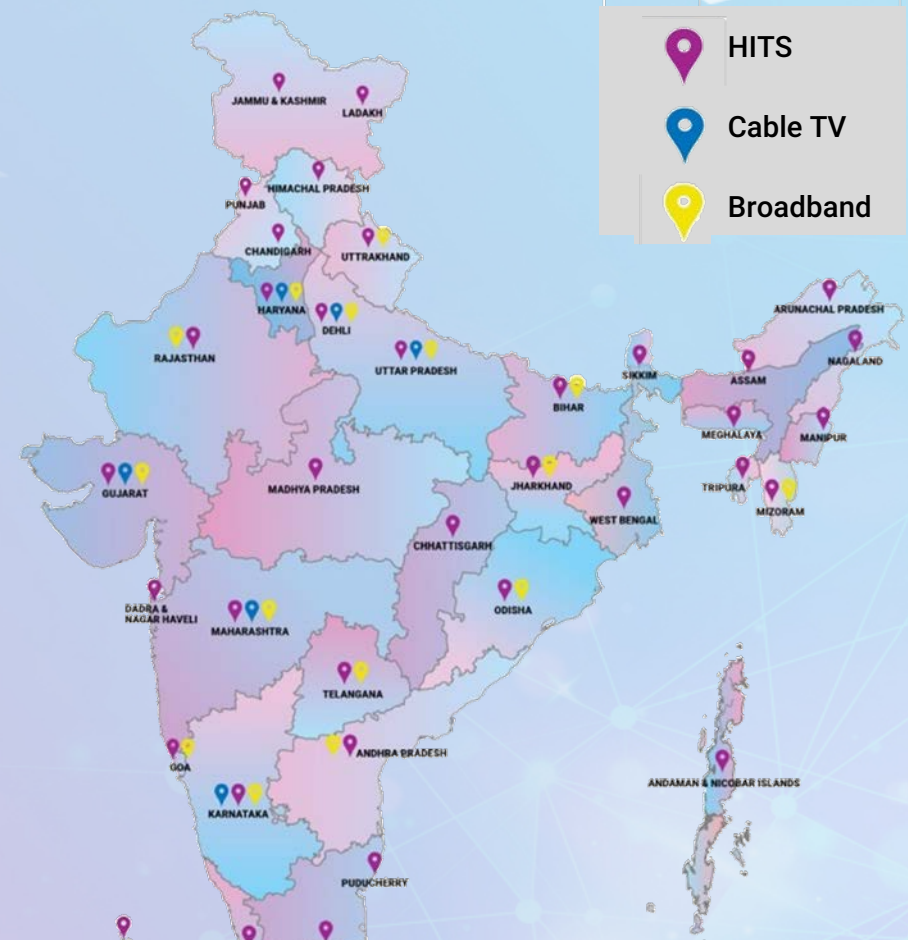 HITS
Cable TV
Broadband
JAMMU & KASHMIR
LADAKH
HIMACHAL PRADESH
PUNJAB
CHANDIGARH
UTTRAKHAND
HARYANA
DEHLI
RAJASTHAN
UTTAR PRADESH
ARUNACHAL PRADESH
NAGALAND
SIKKIM
ASSAM
BIHAR
MEGHALAYA
MANIPUR
GUJARAT
MADHYA PRADESH
JHARKHAND
TRIPURA
MIZORAM
WEST BENGAL
CHHATTISGARH
ODISHA
DADRA &
NAGAR HAVELI
MAHARASHTRA
TELANGANA
GOA
ANDHRA PRADESH
ANDAMAN & NICOBAR ISLANDS
KARNATAKA
PUDUCHERRY